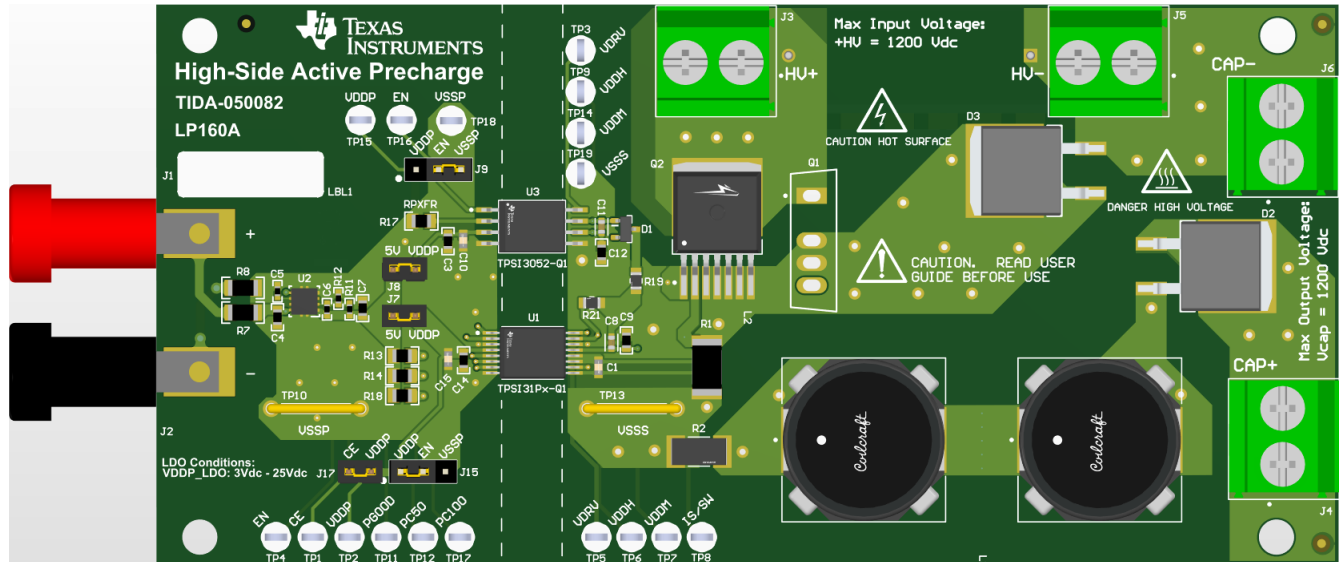 TEXAS
INSTRUMENTS
High-Side Active Precharge
TIDA-050082
LP160A
VDDP
EN
VSSP
TP15
TP16
TP18
VDDP
EN
VSSP
J9
J1
LBL1
TP3
VDRV
TP9
VDDH
TP14
VDDM
TP19
VSSS
J3
HV+
Max Input Voltage:
+HV = 1200 Vdc
J5
HV-
CAP-
J6
CAUTION HOT SURFACE
D3
DANGER HIGH VOLTAGE
D2
Q2
Q1
CAUTION. READ USER
GUIDE BEFORE USE
Max Output Voltage:
Vcap = 1200 Vdc
U3
RPXFR
R17
C3
C10
TPSI3052-Q1
C11
D1
C12
R19
+
R8
C5
U2
R12
C6
R11
C7
R7
C4
5V VDDP
J8
J7
5V VDDP
U1
R21
C8
C9
R1
L2
R13
R14
R18
C15
C14
TPSI31Px-Q1
C1
-
TP10
VSSP
TP13
VSSS
R2
Coilcraft
Coilcraft
CAP+
J4
J2
LDO Conditions:
VDDP_LDO: 3Vdc - 25Vdc
J17
CE
VDDP
VDDP
EN
VSSP
J15
EN
CE
VDDP
PGOOD
PC50
PC100
TP4
TP1
TP2
TP11
TP12
TP17
VDRV
VDDH
VDDM
IS/SW
TP5
TP6
TP7
TP8